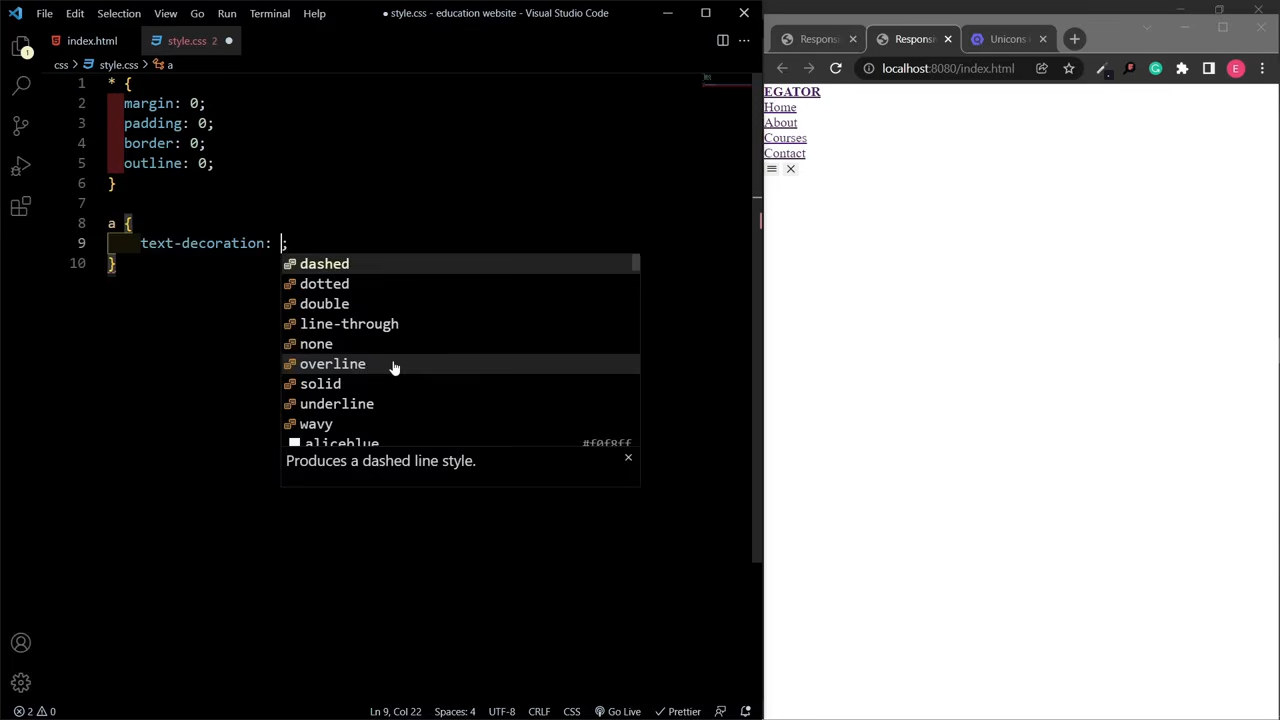 File Edit Selection View Go Run Terminal Help
● style.css - education website - Visual Studio Code
index.html
style.css 2 ●
css > style.css > a
1 * {
2 margin: 0;
3 padding: 0;
4 border: 0;
5 outline: 0;
6 }
7
8 a {
9 text-decoration: ;
10 }
dashed
dotted
double
line-through
none
overline
solid
underline
wavy
aliceblue #f0f8ff
Produces a dashed line style.
1
2 0
Ln 9, Col 22 Spaces: 4 UTF-8 CRLF CSS Go Live Prettier
Responsi
Responsi
Unicons
localhost:8080/index.html
E
EGATOR
Home
About
Courses
Contact